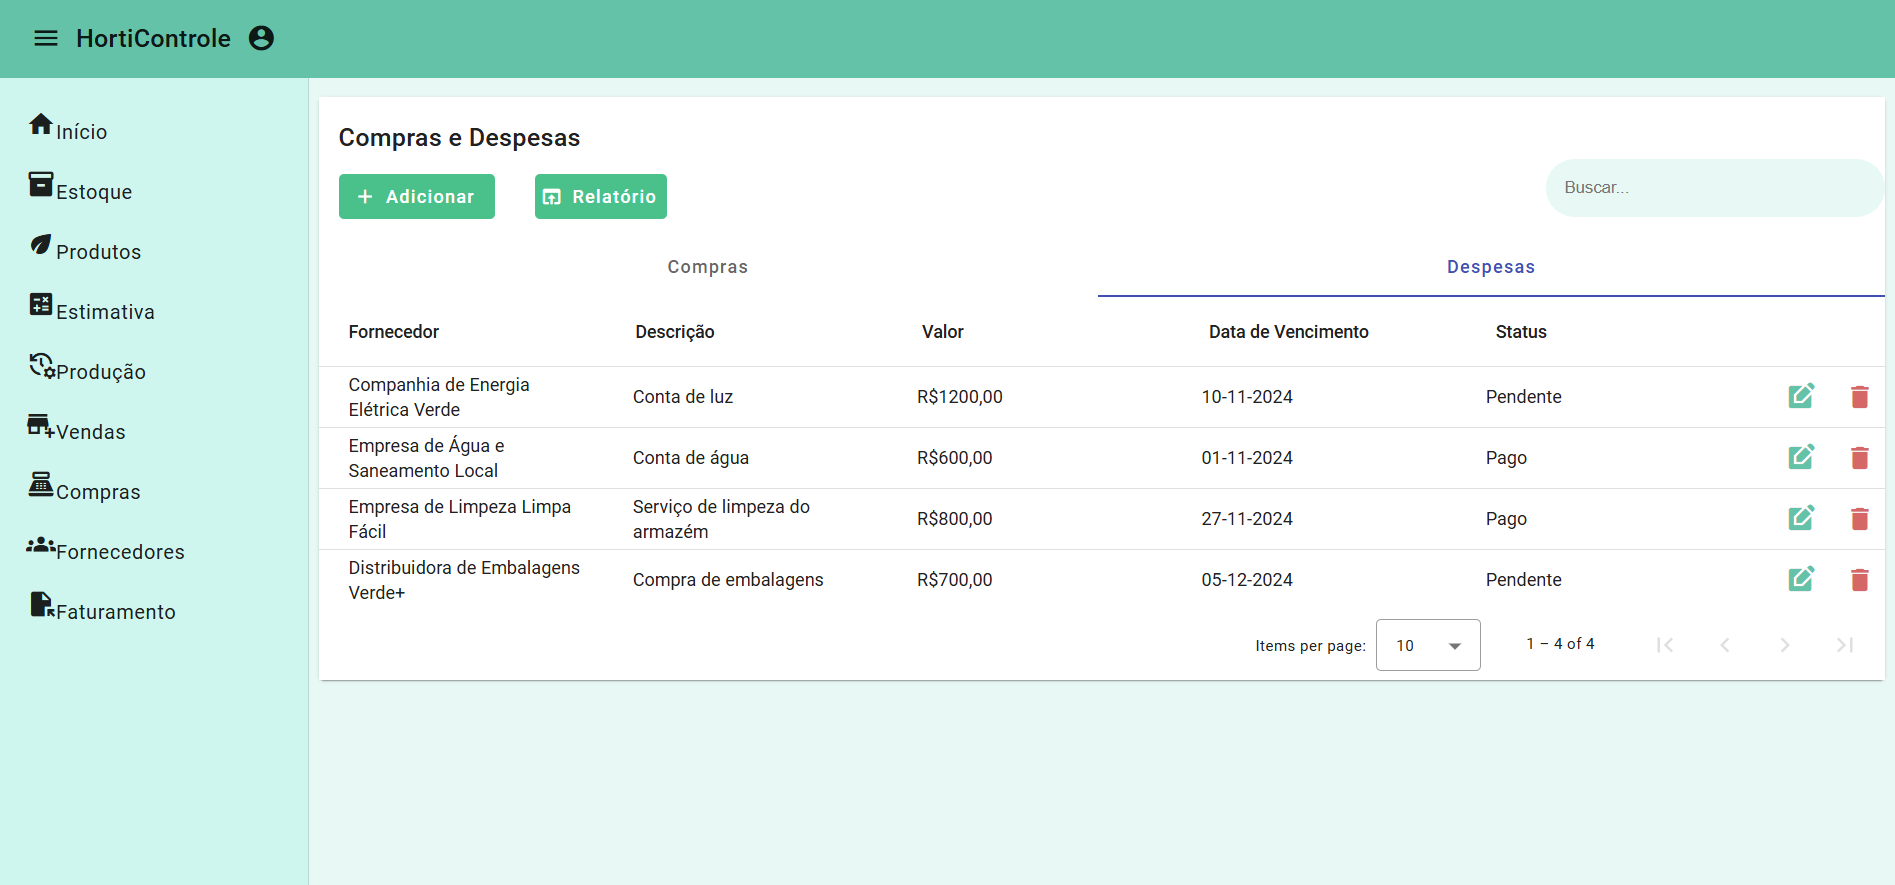 HortiControle
Início
Estoque
Produtos
Estimativa
Produção
Vendas
Compras
Fornecedores
Faturamento
Compras e Despesas
Adicionar
Relatório
Buscar...
Compras
Despesas
Fornecedor Descrição Valor Data de Vencimento Status
Companhia de Energia
Elétrica Verde
Conta de luz
R$1200,00
10-11-2024
Pendente
Empresa de Água e
Saneamento Local
Conta de água
R$600,00
01-11-2024
Pago
Empresa de Limpeza Limpa
Fácil
Serviço de limpeza do
armazém
R$800,00
27-11-2024
Pago
Distribuidora de Embalagens
Verde+
Compra de embalagens
R$700,00
05-12-2024
Pendente
Items per page: 10 1 – 4 of 4